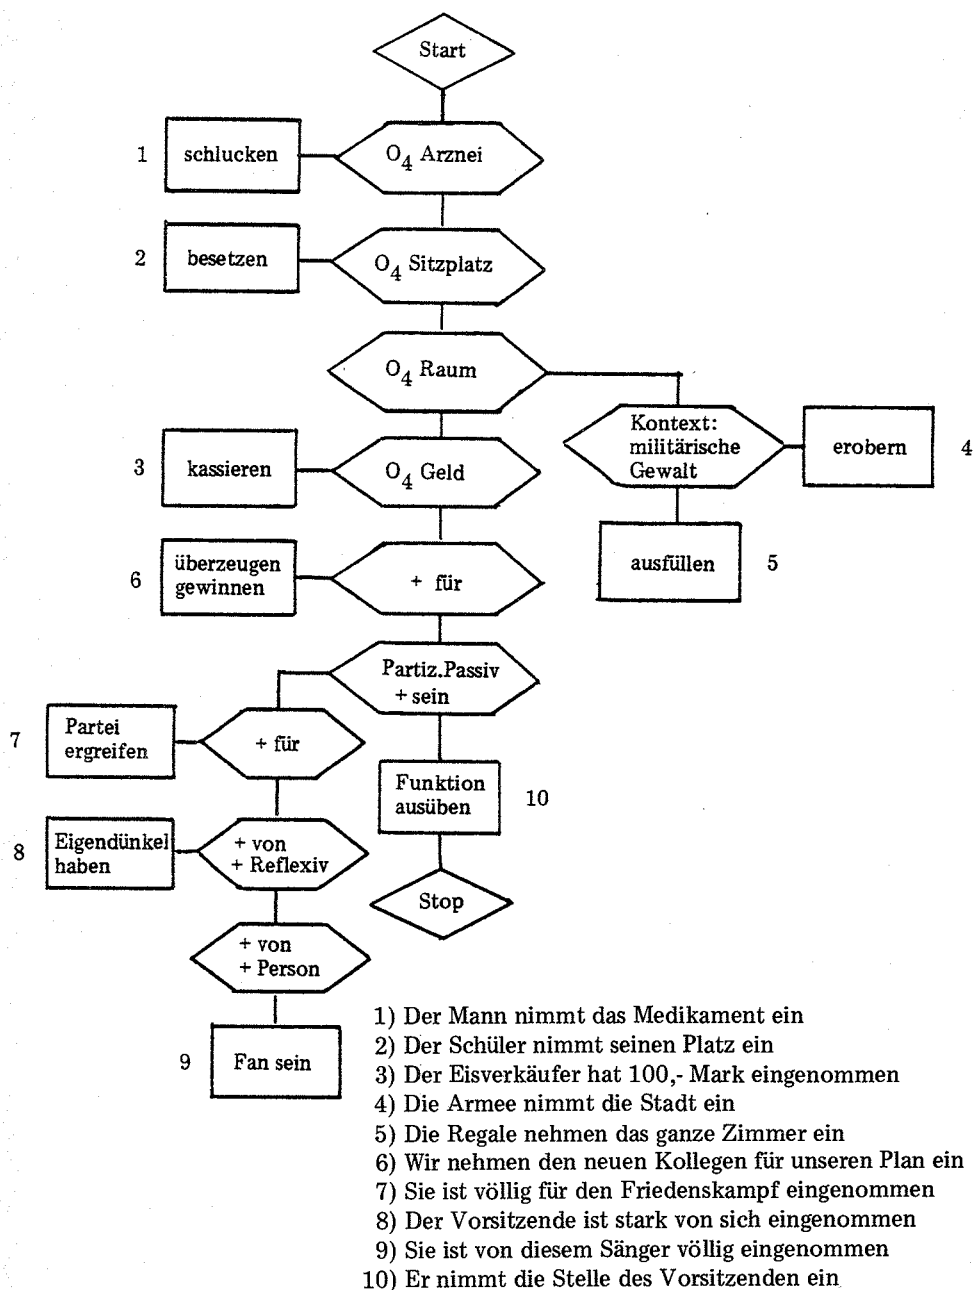 Start
1 schlucken O4 Arznei
2 besetzen O4 Sitzplatz
O4 Raum
Kontext:
militärische
Gewalt
erobern 4
3 kassieren O4 Geld
ausfüllen 5
6 überzeugen
gewinnen
+ für
Partiz.Passiv
+ sein
7 Partei
ergreifen
+ für
Funktion
ausüben
10
8 Eigendünkel
haben
+ von
+ Reflexiv
Stop
+ von
+ Person
9 Fan sein
1) Der Mann nimmt das Medikament ein
2) Der Schüler nimmt seinen Platz ein
3) Der Eisverkäufer hat 100,- Mark eingenommen
4) Die Armee nimmt die Stadt ein
5) Die Regale nehmen das ganze Zimmer ein
6) Wir nehmen den neuen Kollegen für unseren Plan ein
7) Sie ist völlig für den Friedenskampf eingenommen
8) Der Vorsitzende ist stark von sich eingenommen
9) Sie ist von diesem Sänger völlig eingenommen
10) Er nimmt die Stelle des Vorsitzenden ein